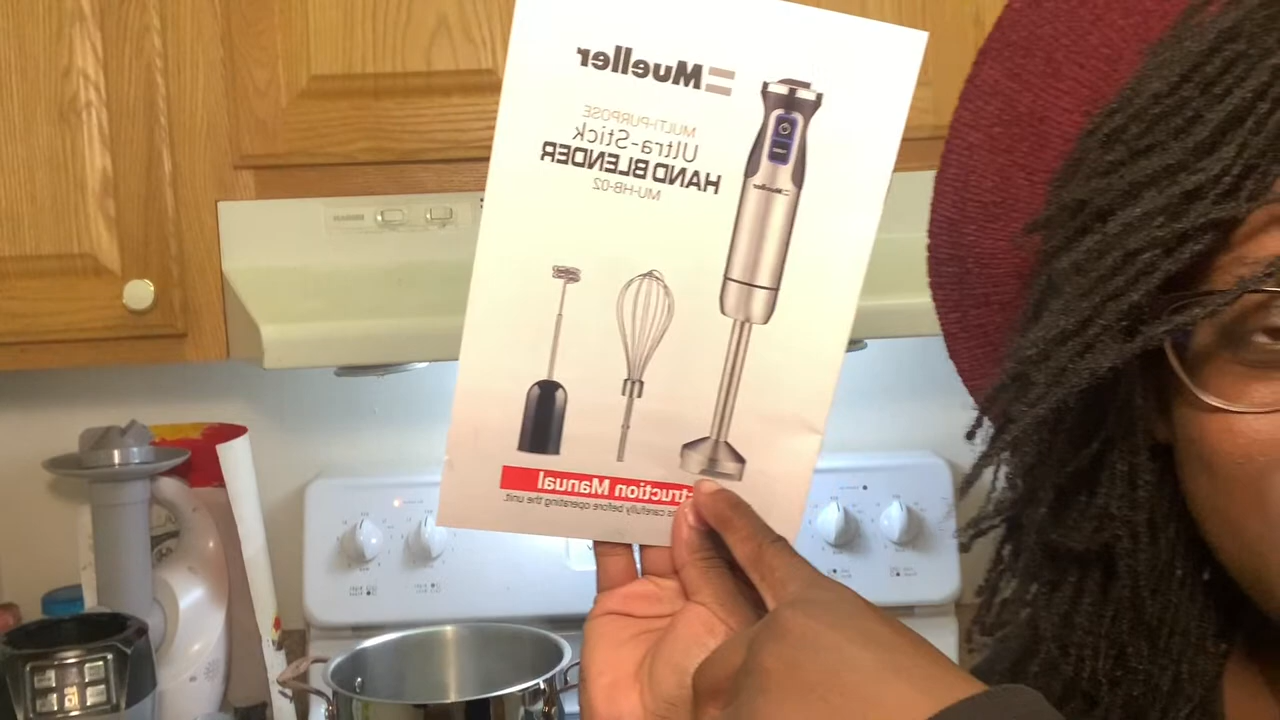 Mueller
MULTI-PURPOSE
Ultra-Stick
HAND BLENDER
MU-HB-02
Mueller
truction Manual
carefully before operating the unit.